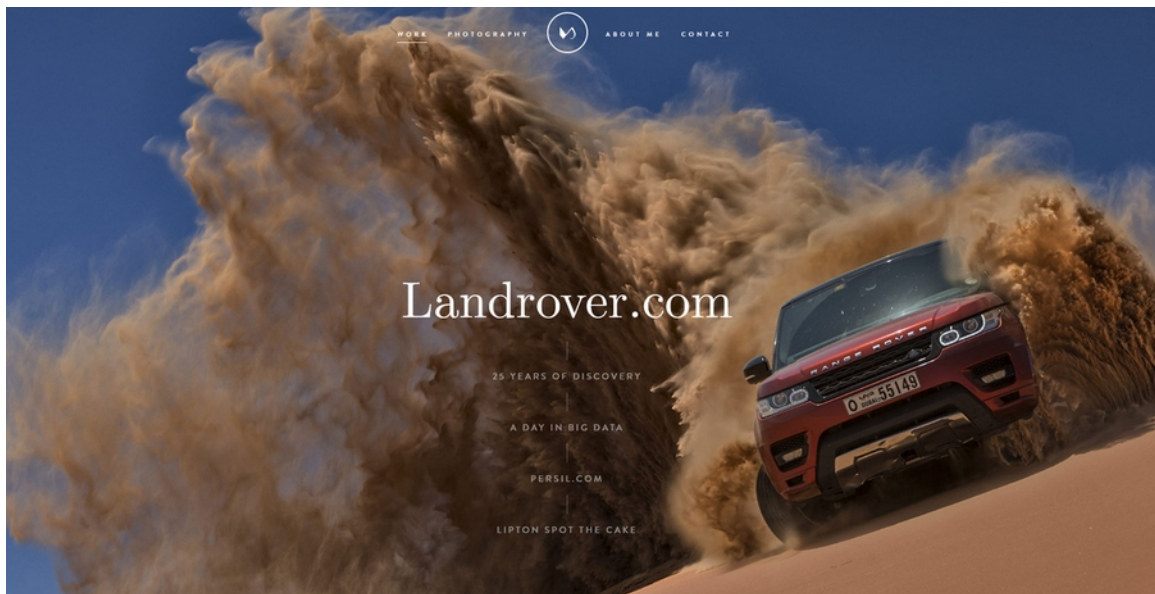 WORK PHOTOGRAPHY ABOUT ME CONTACT
Landrover.com
25 YEARS OF DISCOVERY
A DAY IN BIG DATA
PERSIL.COM
LIPTON SPOT THE CAKE
RANGE ROVER
O DUBAI 55149